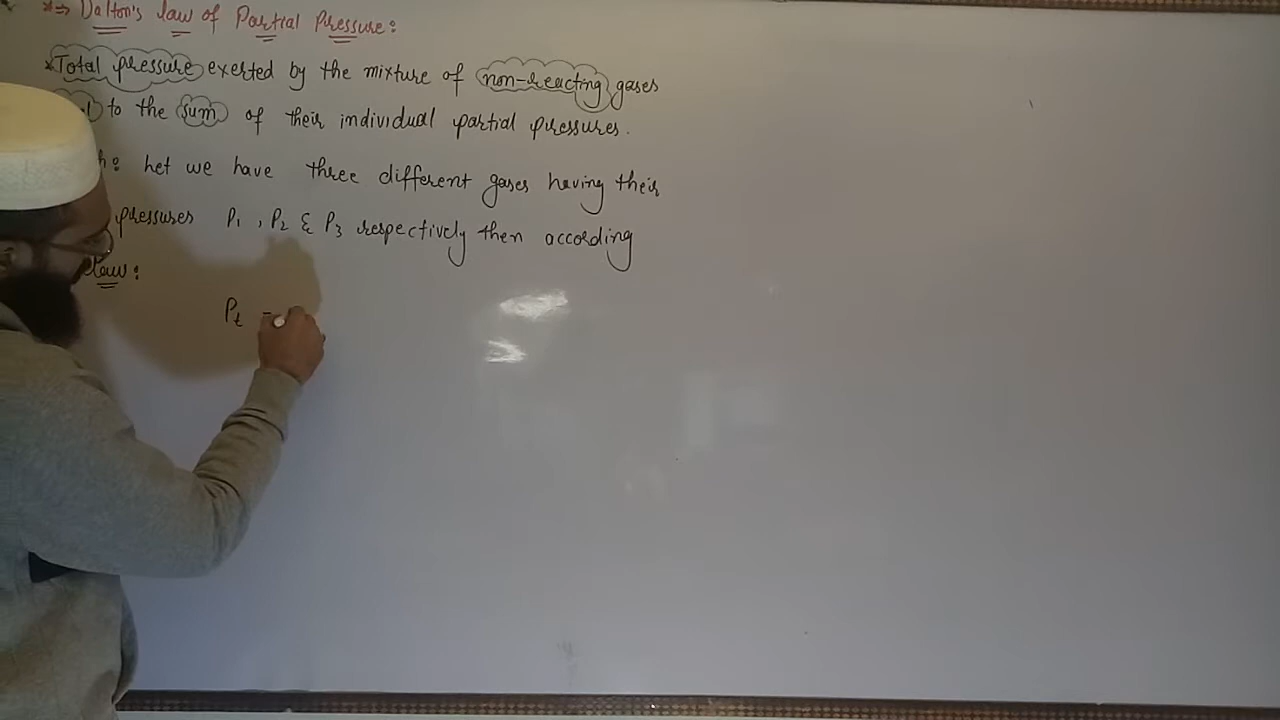 *⇒ Dalton's law of Partial Pressure:
*Total pressure exerted by the mixture of non-reacting gases
to the sum of their individual partial pressures.
het we have three different gases having their
pressures P₁, P₂ & P₃ respectively then according
law:
Pₜ =